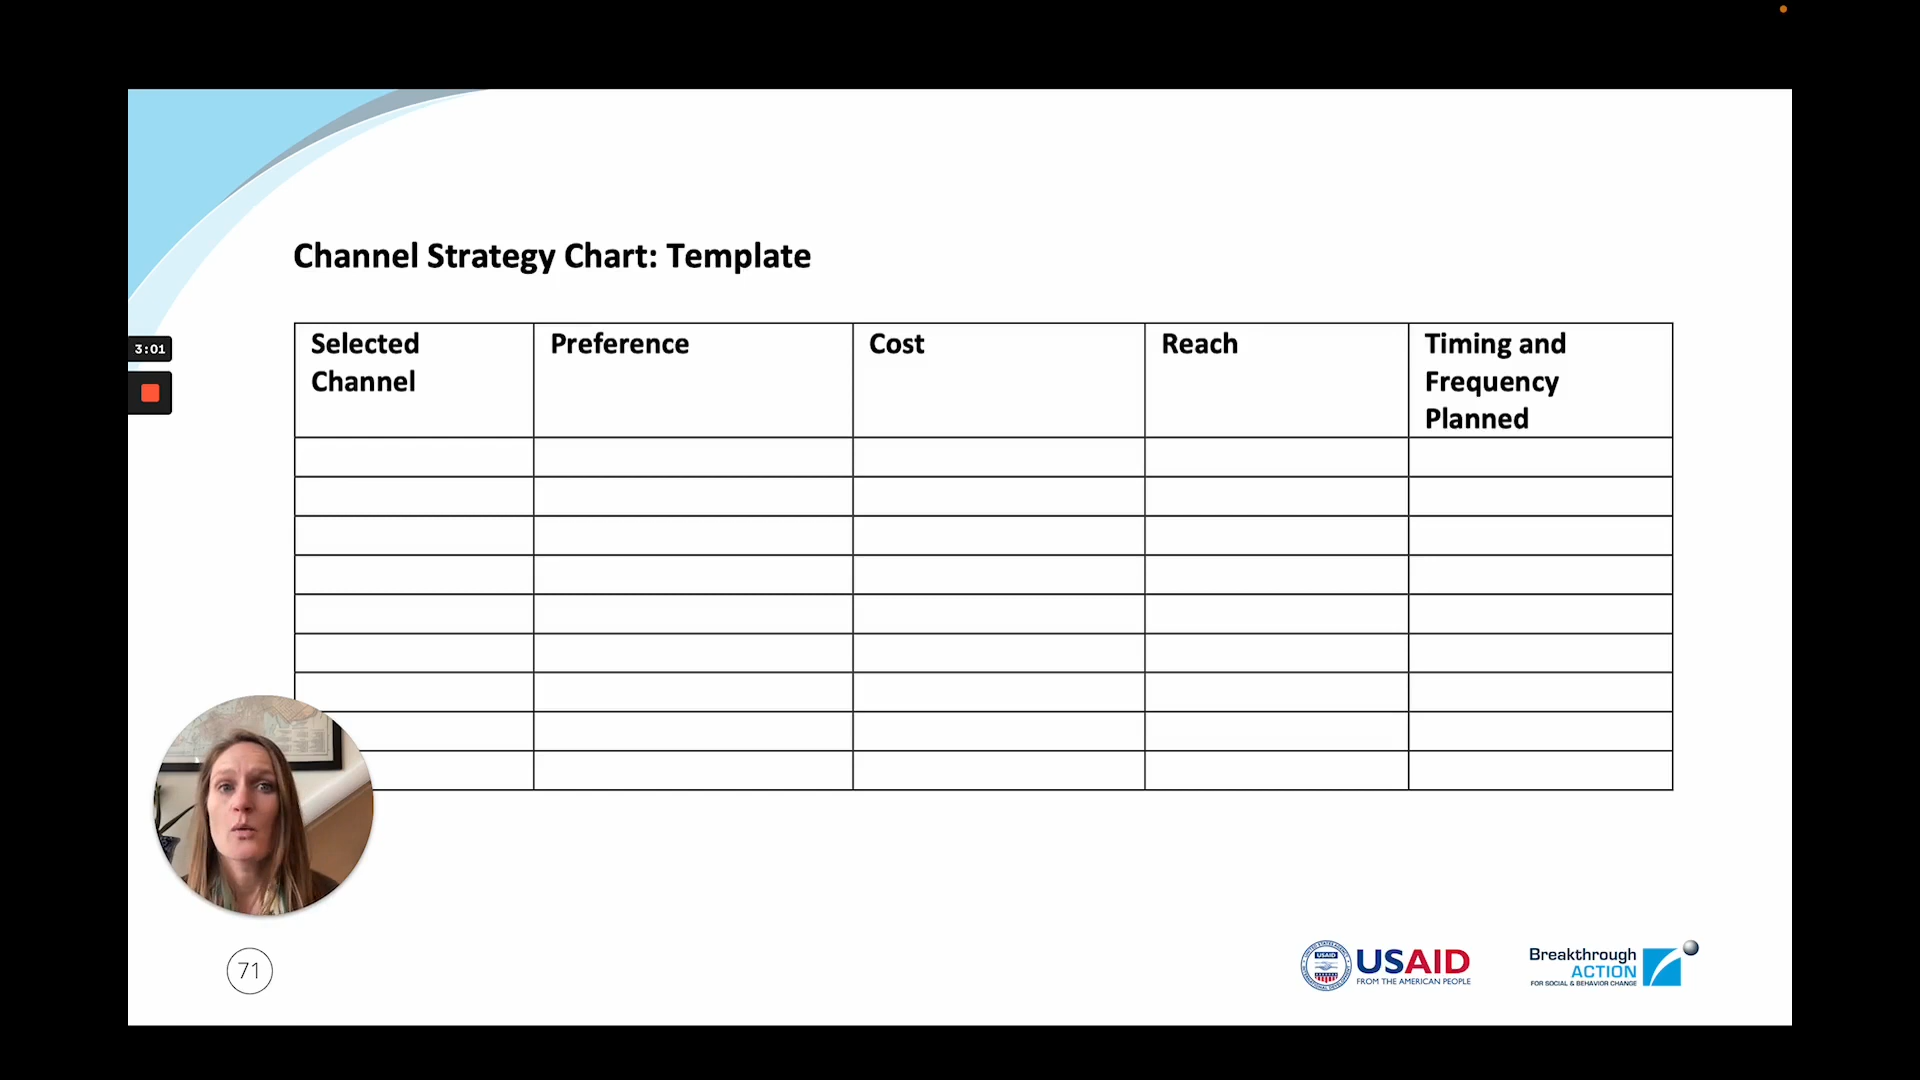 Channel Strategy Chart: Template
3:01
Selected
Channel
Preference
Cost
Reach
Timing and
Frequency
Planned
71
USAID
USAID
FROM THE AMERICAN PEOPLE
Breakthrough
ACTION
FOR SOCIAL & BEHAVIOR CHANGE